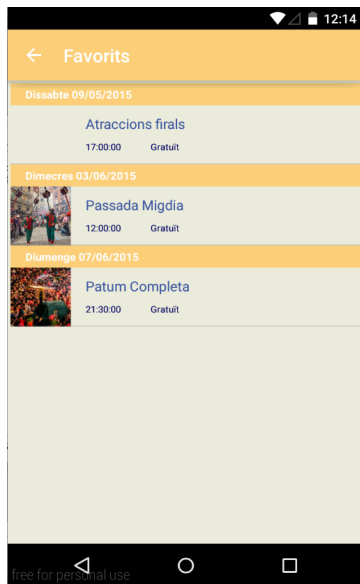 12:14
Favorits
Dissabte 09/05/2015
Atraccions firals
17:00:00 Gratuït
Dimecres 03/06/2015
Passada Migdia
12:00:00 Gratuït
Diumenge 07/06/2015
Patum Completa
21:30:00 Gratuït
free for personal use